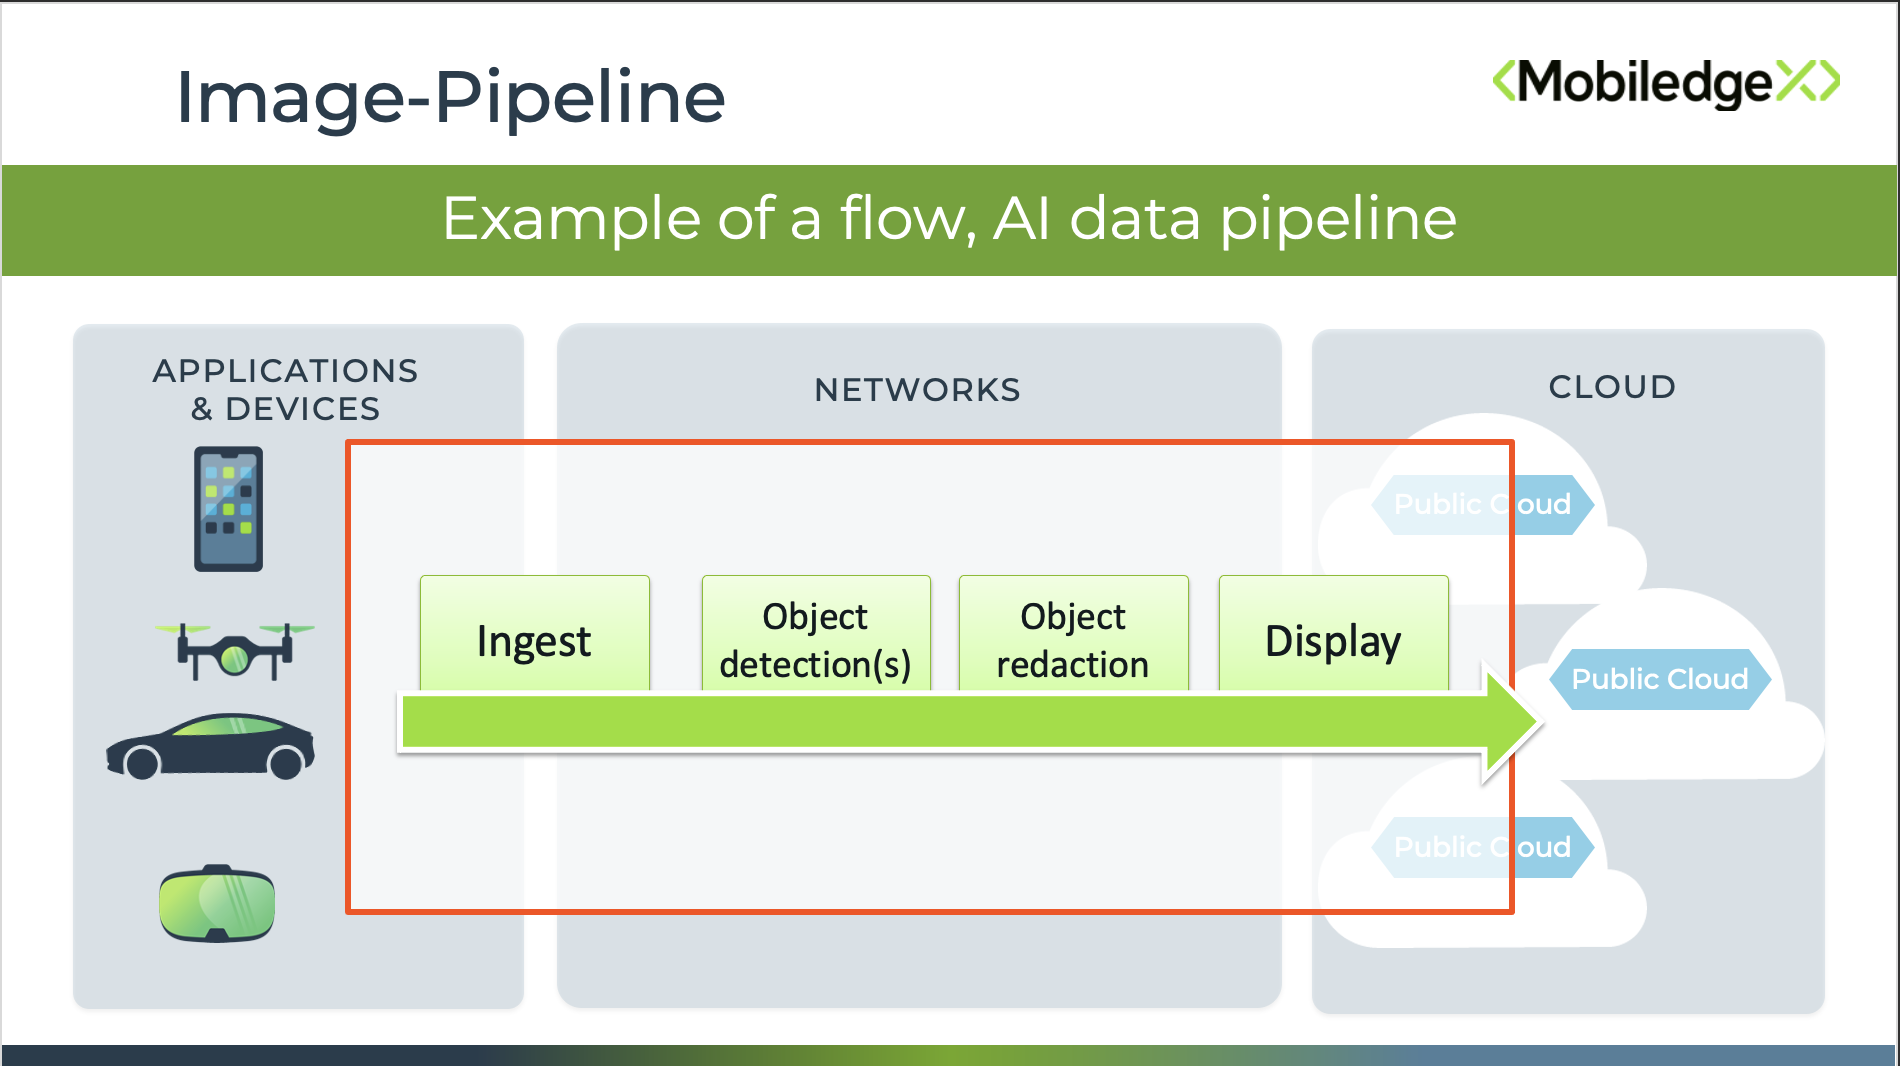 Image-Pipeline
MobiledgeX
Example of a flow, AI data pipeline
APPLICATIONS
& DEVICES
NETWORKS
CLOUD
Public Cloud
Ingest
Object
detection(s)
Object
redaction
Display
Public Cloud
Public Cloud